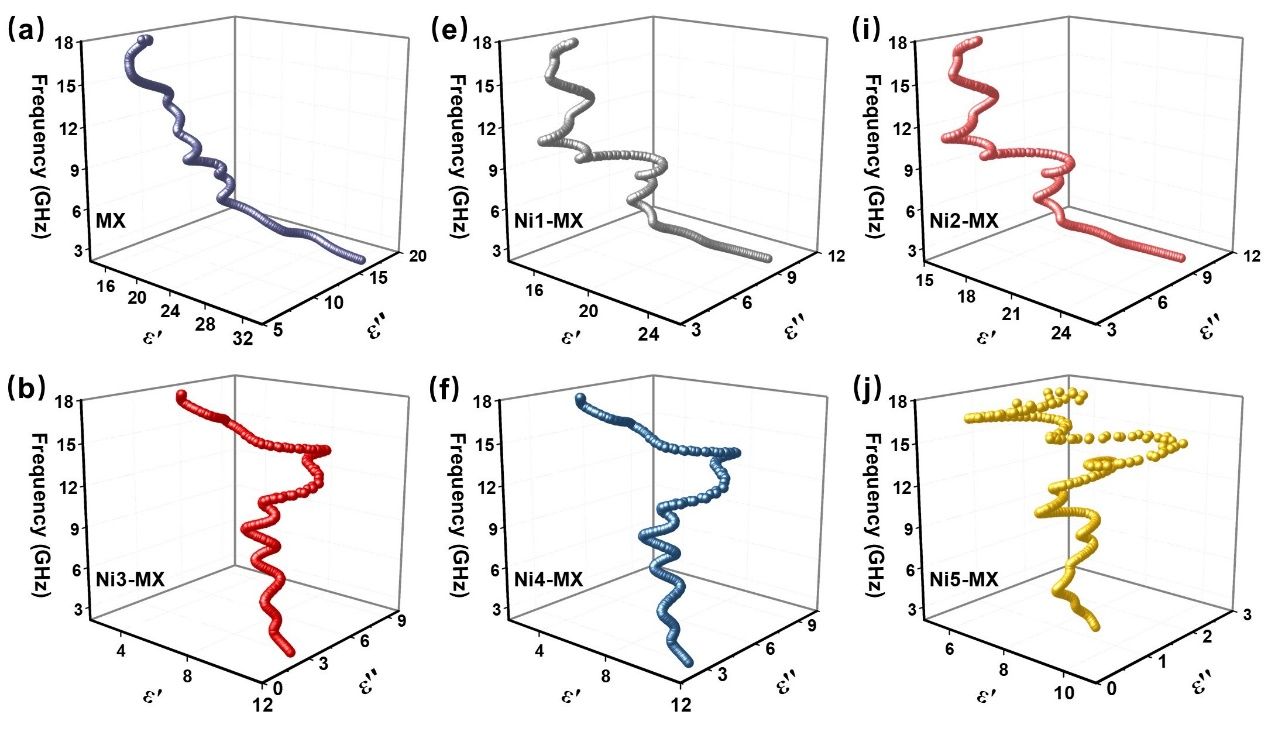 (a)
18
15
12
9
6
3
Frequency (GHz)
MX
16
20
24
28
32
ε′
5
10
15
20
ε″
(e)
18
15
12
9
6
3
Frequency (GHz)
Ni1-MX
16
20
24
ε′
3
6
9
12
ε″
(i)
18
15
12
9
6
3
Frequency (GHz)
Ni2-MX
15
18
21
24
ε′
3
6
9
12
ε″
(b)
18
15
12
9
6
3
Frequency (GHz)
Ni3-MX
4
8
12
ε′
0
3
6
9
ε″
(f)
18
15
12
9
6
3
Frequency (GHz)
Ni4-MX
4
8
12
ε′
3
6
9
ε″
(j)
18
15
12
9
6
3
Frequency (GHz)
Ni5-MX
6
8
10
ε′
0
1
2
3
ε″